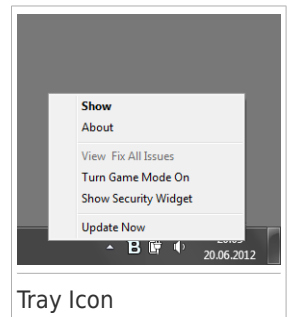 Show
About
View Fix All Issues
Turn Game Mode On
Show Security Widget
Update Now
B
20.06.2012
Tray Icon